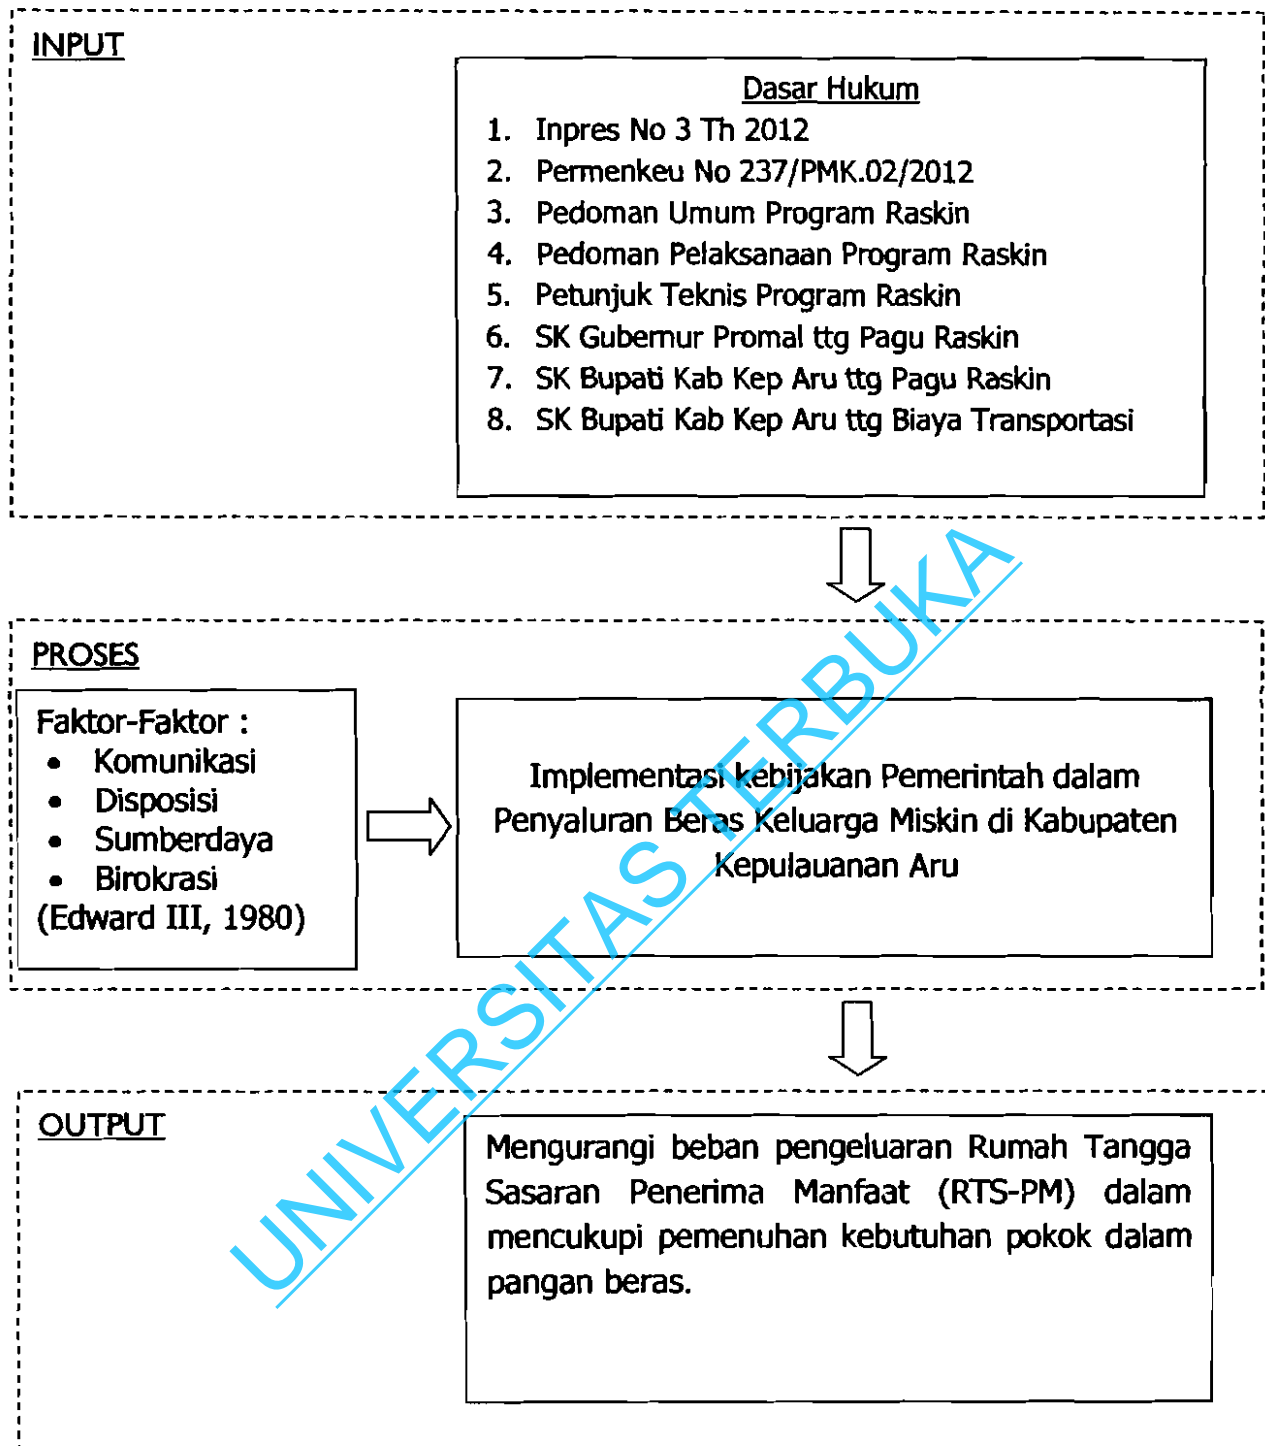 INPUT
Dasar Hukum
1. Inpres No 3 Th 2012
2. Permenkeu No 237/PMK.02/2012
3. Pedoman Umum Program Raskin
4. Pedoman Pelaksanaan Program Raskin
5. Petunjuk Teknis Program Raskin
6. SK Gubernur Promal ttg Pagu Raskin
7. SK Bupati Kab Kep Aru ttg Pagu Raskin
8. SK Bupati Kab Kep Aru ttg Biaya Transportasi
PROSES
Faktor-Faktor :
• Komunikasi
• Disposisi
• Sumberdaya
• Birokrasi
(Edward III, 1980)
Implementasi kebijakan Pemerintah dalam
Penyaluran Beras Keluarga Miskin di Kabupaten
Kepulauanan Aru
OUTPUT
Mengurangi beban pengeluaran Rumah Tangga
Sasaran Penerima Manfaat (RTS-PM) dalam
mencukupi pemenuhan kebutuhan pokok dalam
pangan beras.
UNIVERSITAS TERBUKA